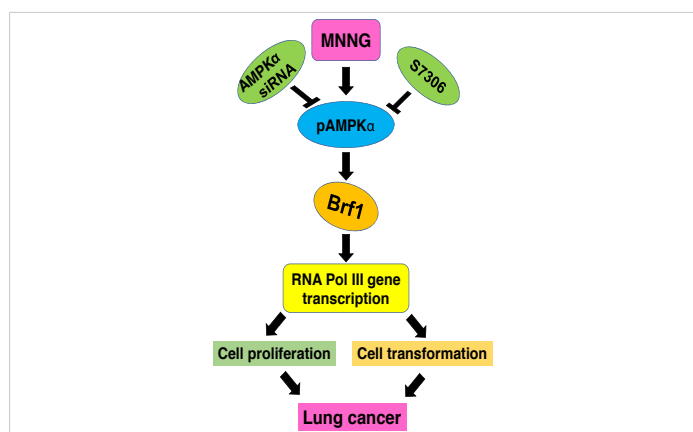 MNNG
AMPKα
siRNA
S7306
pAMPKα
Brf1
RNA Pol III gene
transcription
Cell proliferation
Cell transformation
Lung cancer